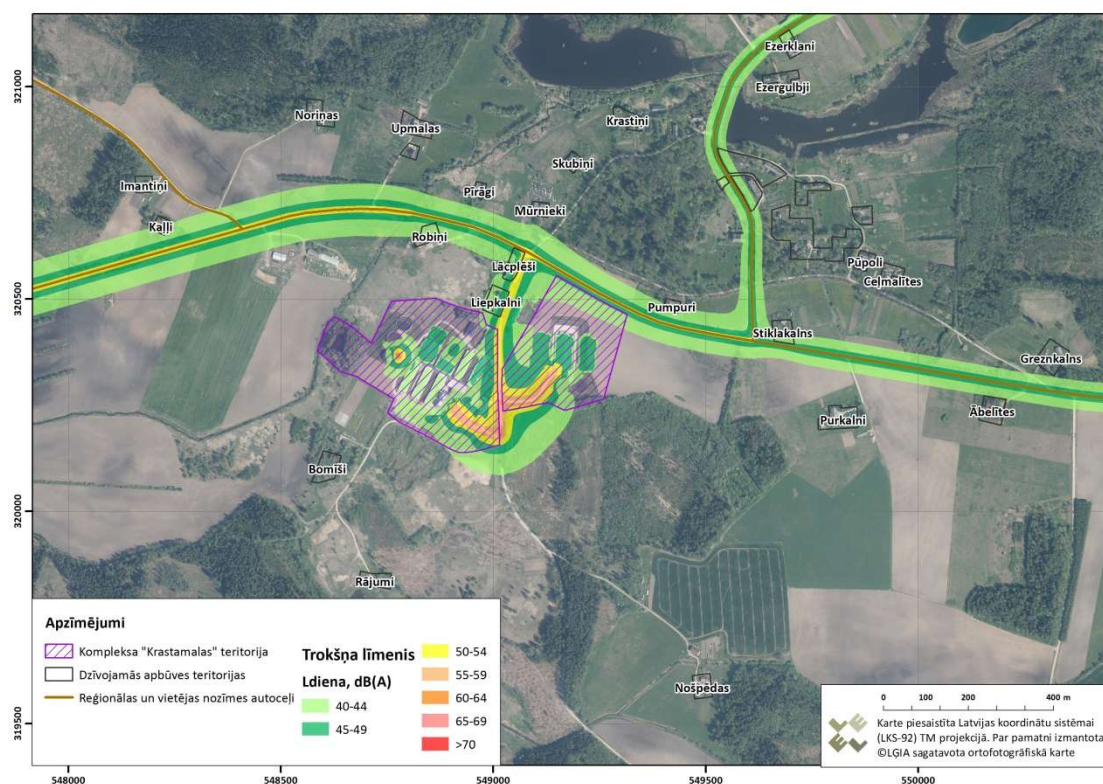 Ezerklani
Ezergulbji
Noriņas
Upmalas
Krastiņi
Skubiņi
Imantiņi
Pīrāgi
Mūrnieki
Kaļļi
Robiņi
Lācplēši
Pūpoli
Ceļmalītes
Liepkalni
Pumpuri
Stiklakalns
Greznkalns
Ābelītes
Purkalni
Bomīši
Rājumi
Nošpēdas
321000
320500
320000
319500
548000
548500
549000
549500
550000
Apzīmējumi
Kompleksa "Krastamalas" teritorija
Dzīvojamās apbūves teritorijas
Reģionālas un vietējas nozīmes autoceļi
Trokšņa līmenis
Ldiena, dB(A)
40-44
45-49
50-54
55-59
60-64
65-69
>70
0 100 200 400 m
Karte piesaistīta Latvijas koordinātu sistēmai
(LKS-92) TM projekcijā. Par pamatni izmantota
©LGIA sagatavota ortofotogrāfiskā karte